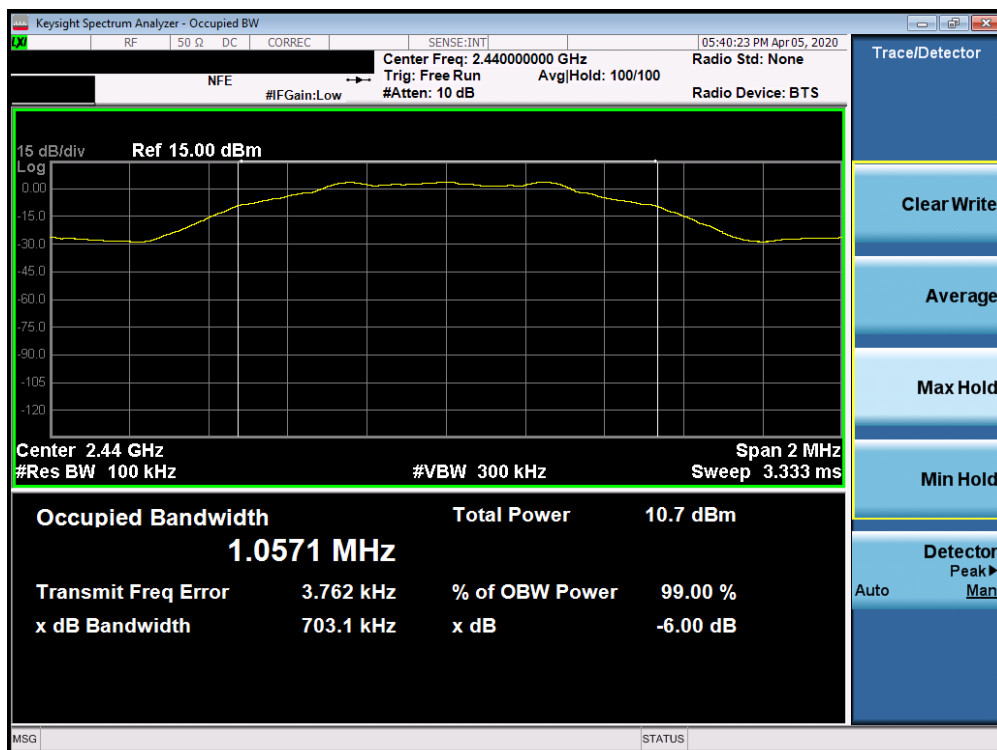 Keysight Spectrum Analyzer - Occupied BW
LXI RF 50 Ω DC CORREC SENSE:INT 05:40:23 PM Apr 05, 2020
Center Freq: 2.440000000 GHz Radio Std: None
NFE Trig: Free Run Avg|Hold: 100/100
#IFGain:Low #Atten: 10 dB Radio Device: BTS
Trace/Detector
15 dB/div Ref 15.00 dBm
Log
0.00
-15.0
-30.0
-45.0
-60.0
-75.0
-90.0
-105
-120
Center 2.44 GHz Span 2 MHz
#Res BW 100 kHz #VBW 300 kHz Sweep 3.333 ms
Clear Write
Average
Max Hold
Min Hold
Detector
Peak▶
Auto Man
Occupied Bandwidth Total Power 10.7 dBm
1.0571 MHz
Transmit Freq Error 3.762 kHz % of OBW Power 99.00 %
x dB Bandwidth 703.1 kHz x dB -6.00 dB
MSG STATUS